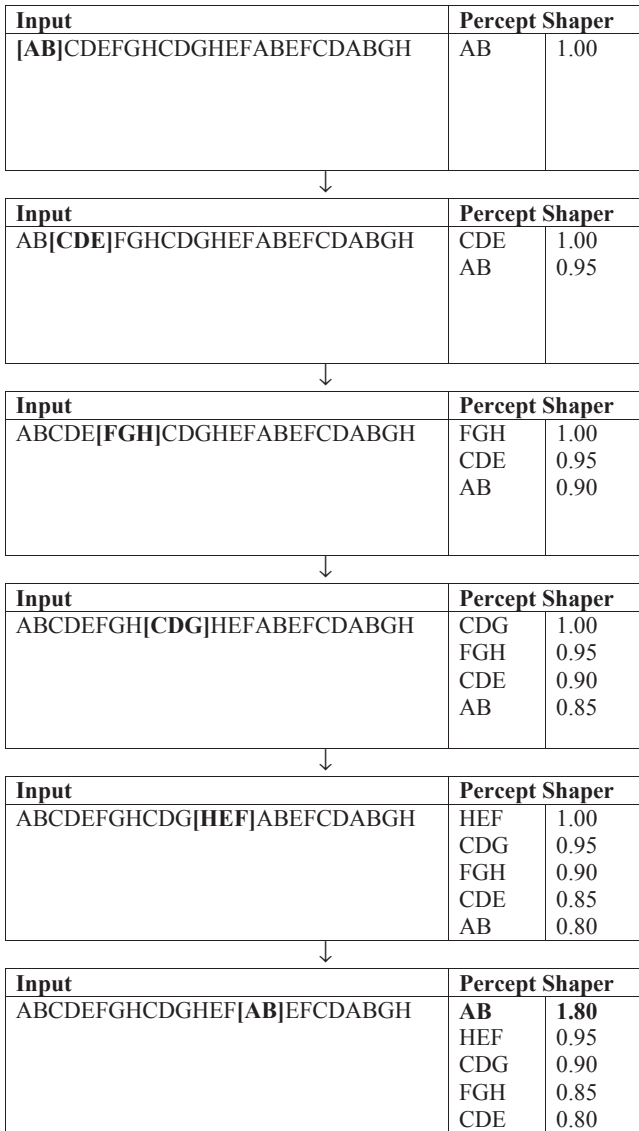 Input Percept Shaper
[AB]CDEFGHCDGHEFABEFCDABGH AB 1.00
↓
Input Percept Shaper
AB[CDE]FGHCDGHEFABEFCDABGH CDE 1.00
AB 0.95
↓
Input Percept Shaper
ABCDE[FGH]CDGHEFABEFCDABGH FGH 1.00
CDE 0.95
AB 0.90
↓
Input Percept Shaper
ABCDEFGH[CDG]HEFABEFCDABGH CDG 1.00
FGH 0.95
CDE 0.90
AB 0.85
↓
Input Percept Shaper
ABCDEFGHCDG[HEF]ABEFCDABGH HEF 1.00
CDG 0.95
FGH 0.90
CDE 0.85
AB 0.80
↓
Input Percept Shaper
ABCDEFGHCDGHEF[AB]EFCDABGH AB 1.80
HEF 0.95
CDG 0.90
FGH 0.85
CDE 0.80